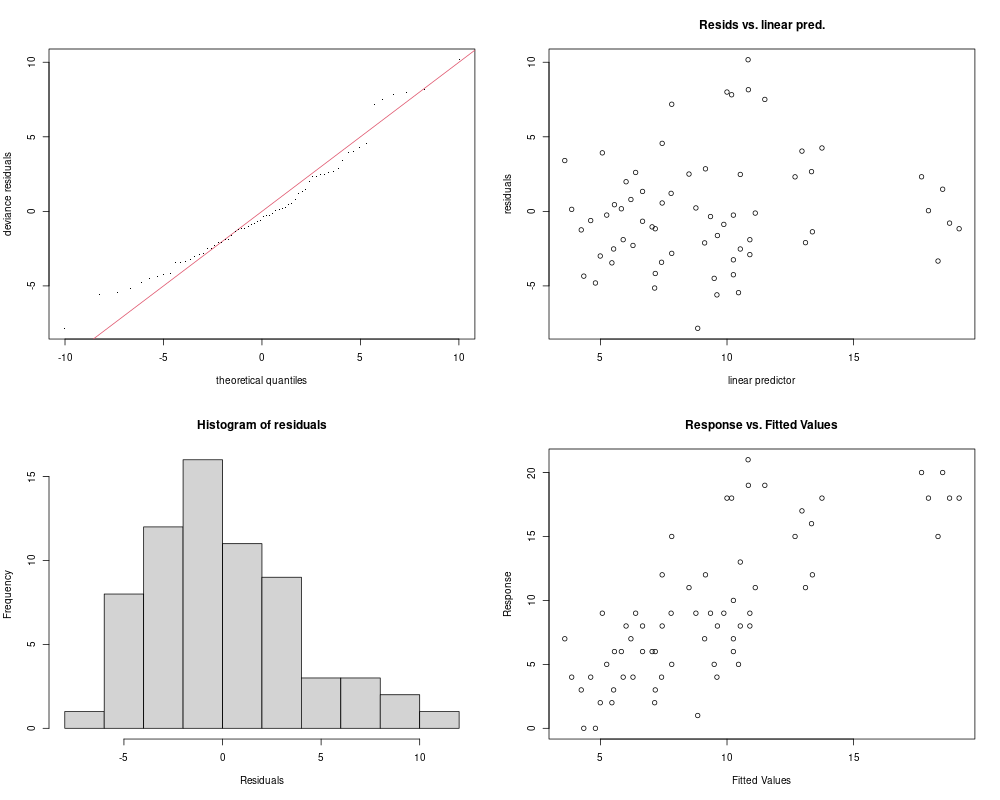 10
5
0
-5
deviance residuals
-10
-5
0
5
10
theoretical quantiles
Resids vs. linear pred.
10
5
0
-5
residuals
5
10
15
linear predictor
Histogram of residuals
15
10
5
0
Frequency
-5
0
5
10
Residuals
Response vs. Fitted Values
20
15
10
5
0
Response
5
10
15
Fitted Values